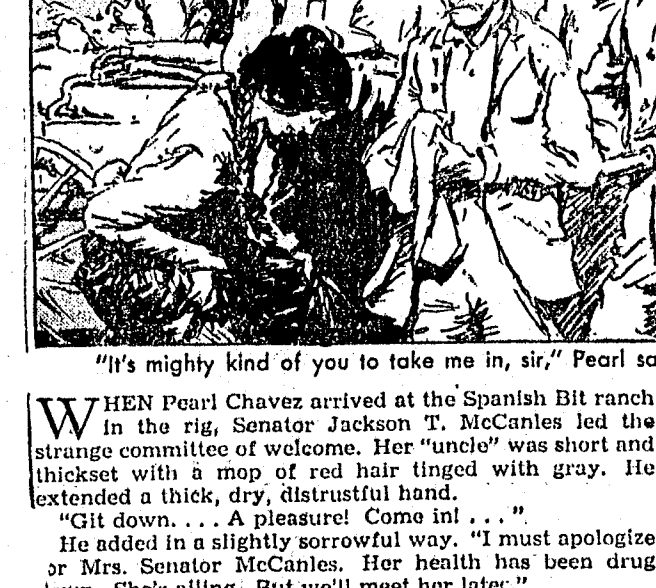 "It's mighty kind of you to take me in, sir," Pearl sa
WHEN Pearl Chavez arrived at the Spanish Bit ranch
in the rig, Senator Jackson T. McCanles led the
strange committee of welcome. Her "uncle" was short and
thickset with a mop of red hair tinged with gray. He
extended a thick, dry, distrustful hand.
"Git down. . . . A pleasure! Come in! . . ."
He added in a slightly sorrowful way. "I must apologize
or Mrs. Senator McCanles. Her health has been drug
down. She's ailing. But we'll meet her later."